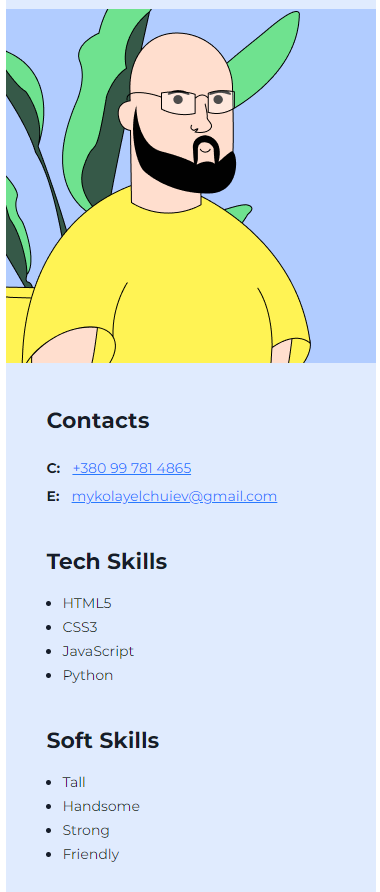 Contacts
C: +380 99 781 4865
E: mykolayelchuiev@gmail.com
Tech Skills
HTML5
CSS3
JavaScript
Python
Soft Skills
Tall
Handsome
Strong
Friendly